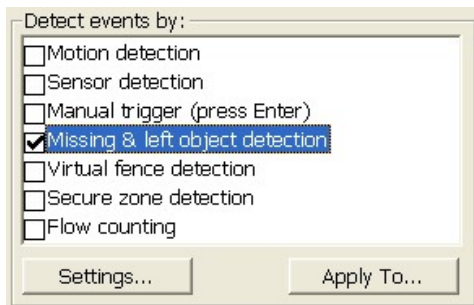 Detect events by:
Motion detection
Sensor detection
Manual trigger (press Enter)
Missing & left object detection
Virtual fence detection
Secure zone detection
Flow counting
Settings... Apply To...